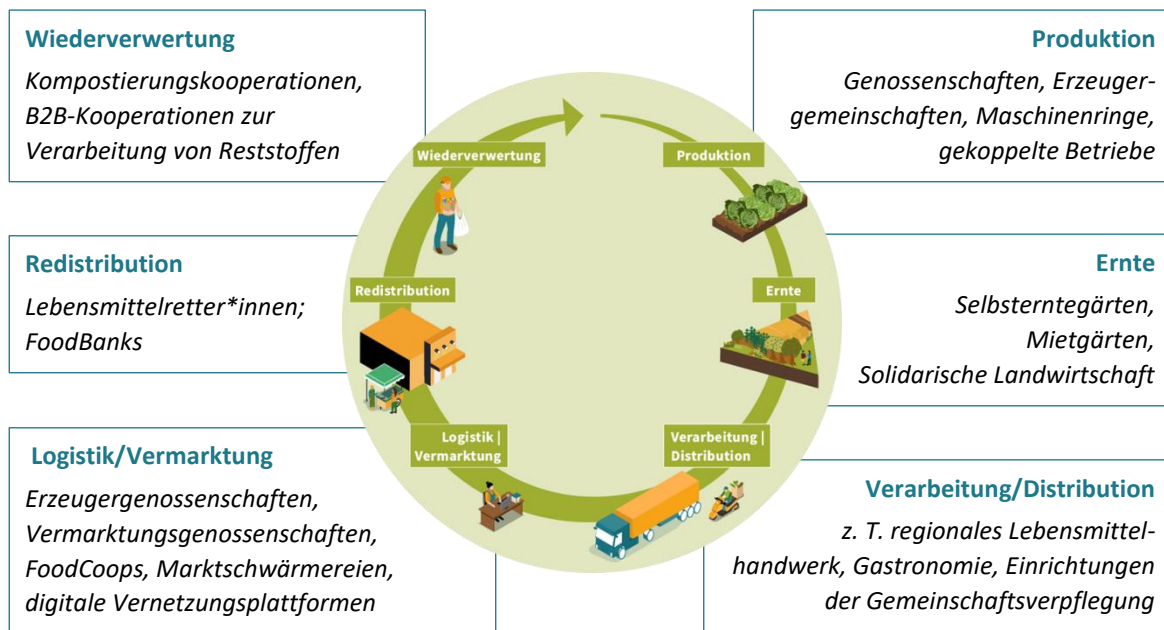 Wiederverwertung
Kompostierungskooperationen,
B2B-Kooperationen zur
Verarbeitung von Reststoffen
Produktion
Genossenschaften, Erzeuger-
gemeinschaften, Maschinenringe,
gekoppelte Betriebe
Wiederverwertung
Produktion
Redistribution
Lebensmittelretter*innen;
FoodBanks
Redistribution
Ernte
Ernte
Selbsterntegärten,
Mietgärten,
Solidarische Landwirtschaft
Logistik |
Vermarktung
Verarbeitung |
Distribution
Logistik/Vermarktung
Erzeugergenossenschaften,
Vermarktungsgenossenschaften,
FoodCoops, Marktschwärmereien,
digitale Vernetzungsplattformen
Verarbeitung/Distribution
z. T. regionales Lebensmittel-
handwerk, Gastronomie, Einrichtungen
der Gemeinschaftsverpflegung